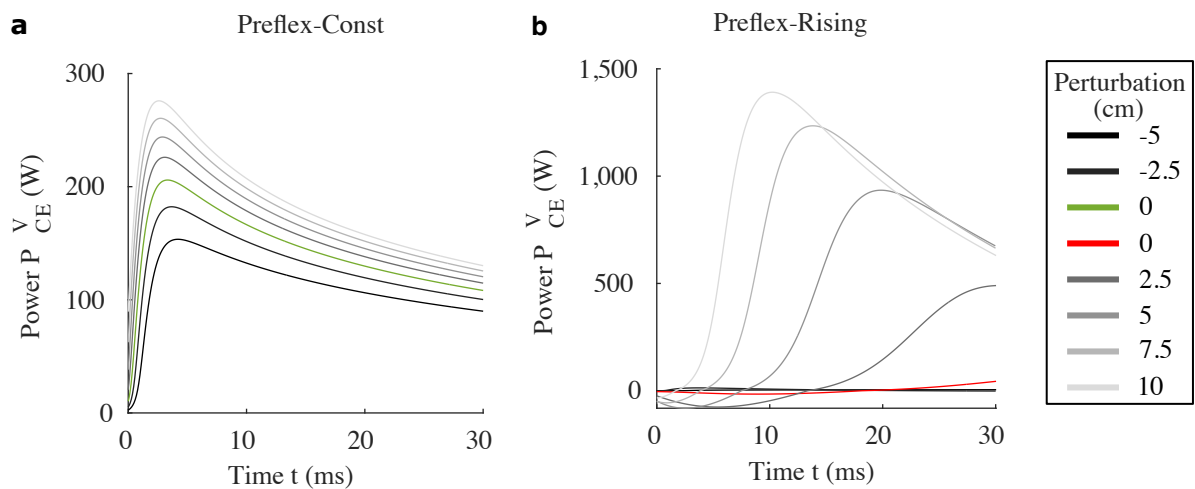 a
Preflex-Const
300
200
100
0
Power P V CE (W)
0
10
20
30
Time t (ms)
b
Preflex-Rising
1,500
1,000
500
0
Power P V CE (W)
0
10
20
30
Time t (ms)
Perturbation
(cm)
-5
-2.5
0
0
2.5
5
7.5
10